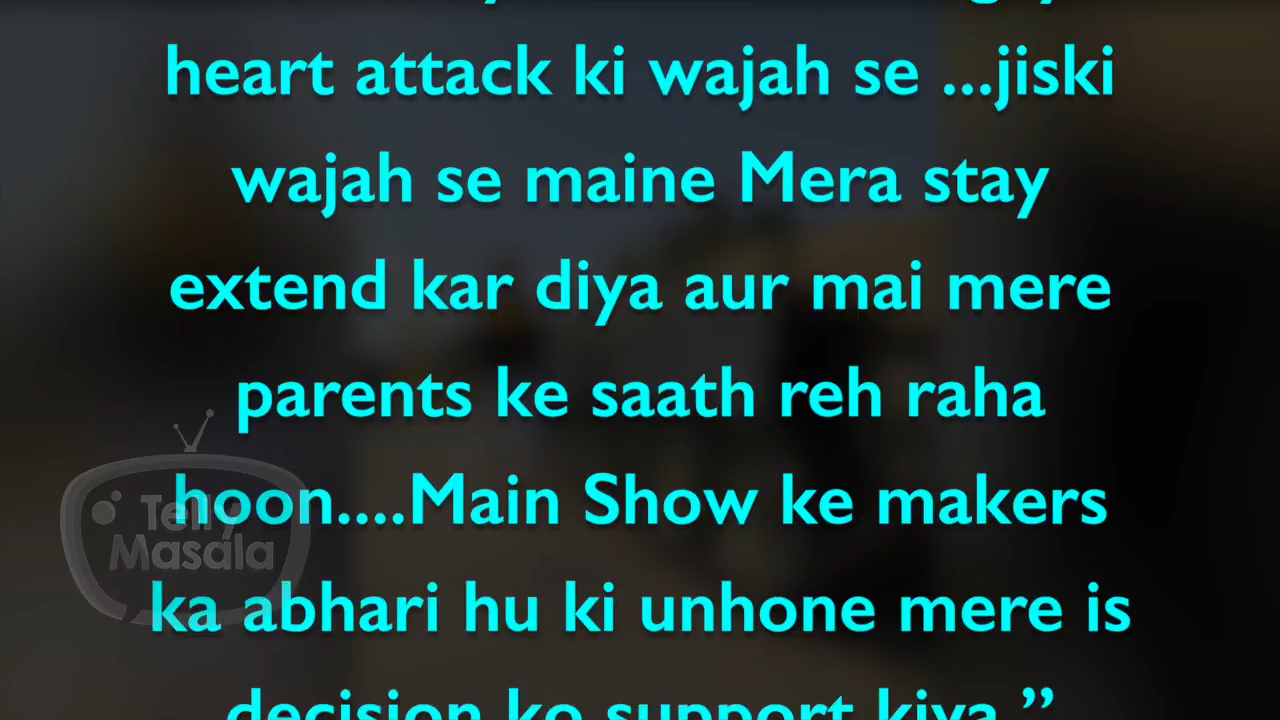 heart attack ki wajah se ...jiski
wajah se maine Mera stay
extend kar diya aur mai mere
parents ke saath reh raha
hoon....Main Show ke makers
Telly
Masala
ka abhari hu ki unhone mere is
decision ko support kiya.”